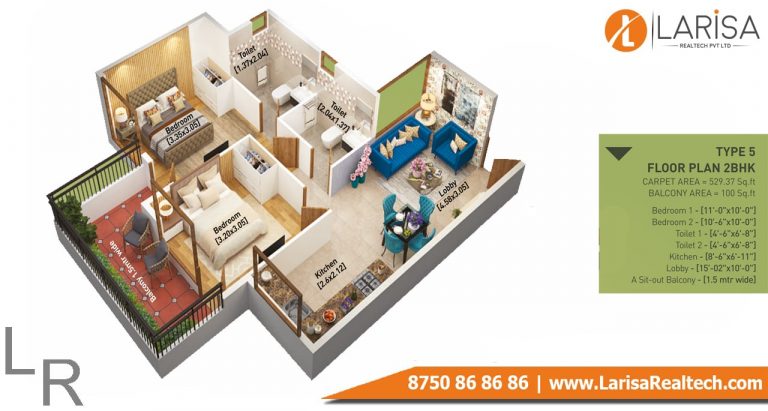 LARiSA
REALTECH PVT LTD
Toilet
[1.37x2.04]
Toilet
[2.04x1.37]
Bedroom
[3.35x3.05]
Bedroom
[3.20x3.05]
Lobby
[4.58x3.05]
Kitchen
[2.6x2.12]
Balcony 1.5mtr wide
TYPE 5
FLOOR PLAN 2BHK
CARPET AREA = 529.37 Sq.ft
BALCONY AREA = 100 Sq.ft
Bedroom 1 - [11'-0"x10'-0"]
Bedroom 2 - [10'-6"x10'-0"]
Toilet 1 - [4'-6"x6'-8"]
Toilet 2 - [4'-6"x6'-8"]
Kitchen - [8'-6"x6'-11"]
Lobby - [15'-02"x10'-0"]
A Sit-out Balcony - [1.5 mtr wide]
L
R
8750 86 86 86 | www.LarisaRealtech.com